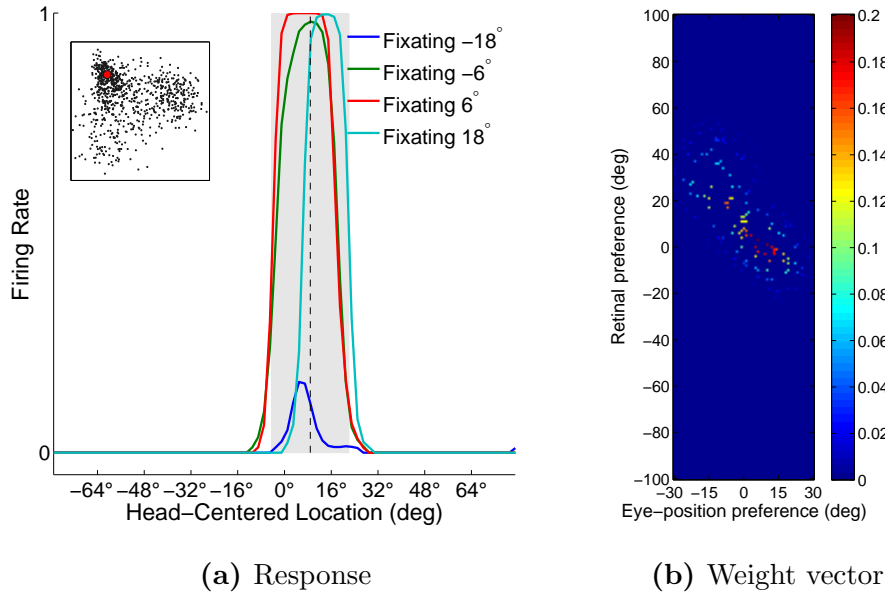 1
Fixating −18°
Fixating −6°
Fixating 6°
Fixating 18°
Firing Rate
0
−64° −48° −32° −16° 0° 16° 32° 48° 64°
Head−Centered Location (deg)
(a) Response
100
80
60
40
20
0
−20
−40
−60
−80
−100
Retinal preference (deg)
−30 −15 0 15 30
Eye−position preference (deg)
0.2
0.18
0.16
0.14
0.12
0.1
0.08
0.06
0.04
0.02
0
(b) Weight vector